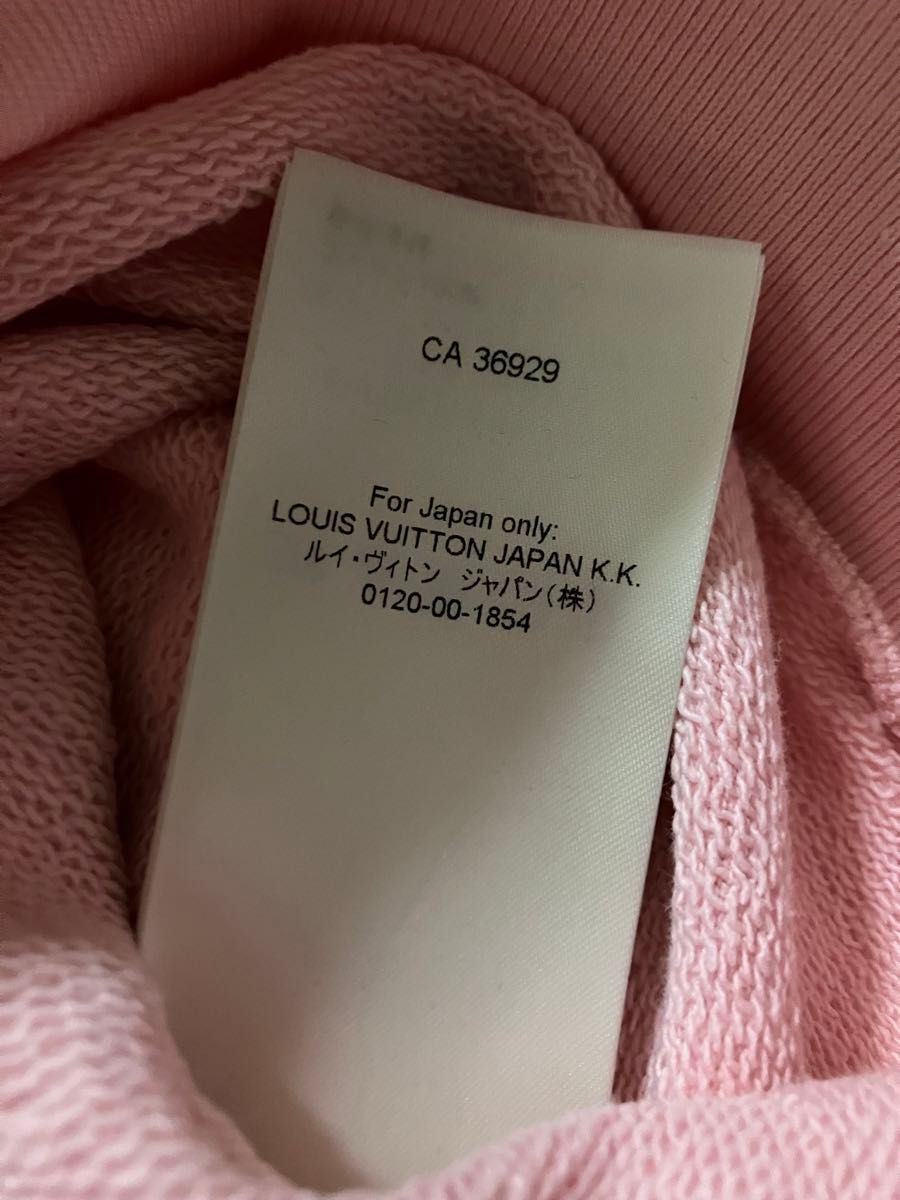 CA 36929
For Japan only:
LOUIS VUITTON JAPAN K.K.
ルイ・ヴィトン ジャパン(株)
0120-00-1854